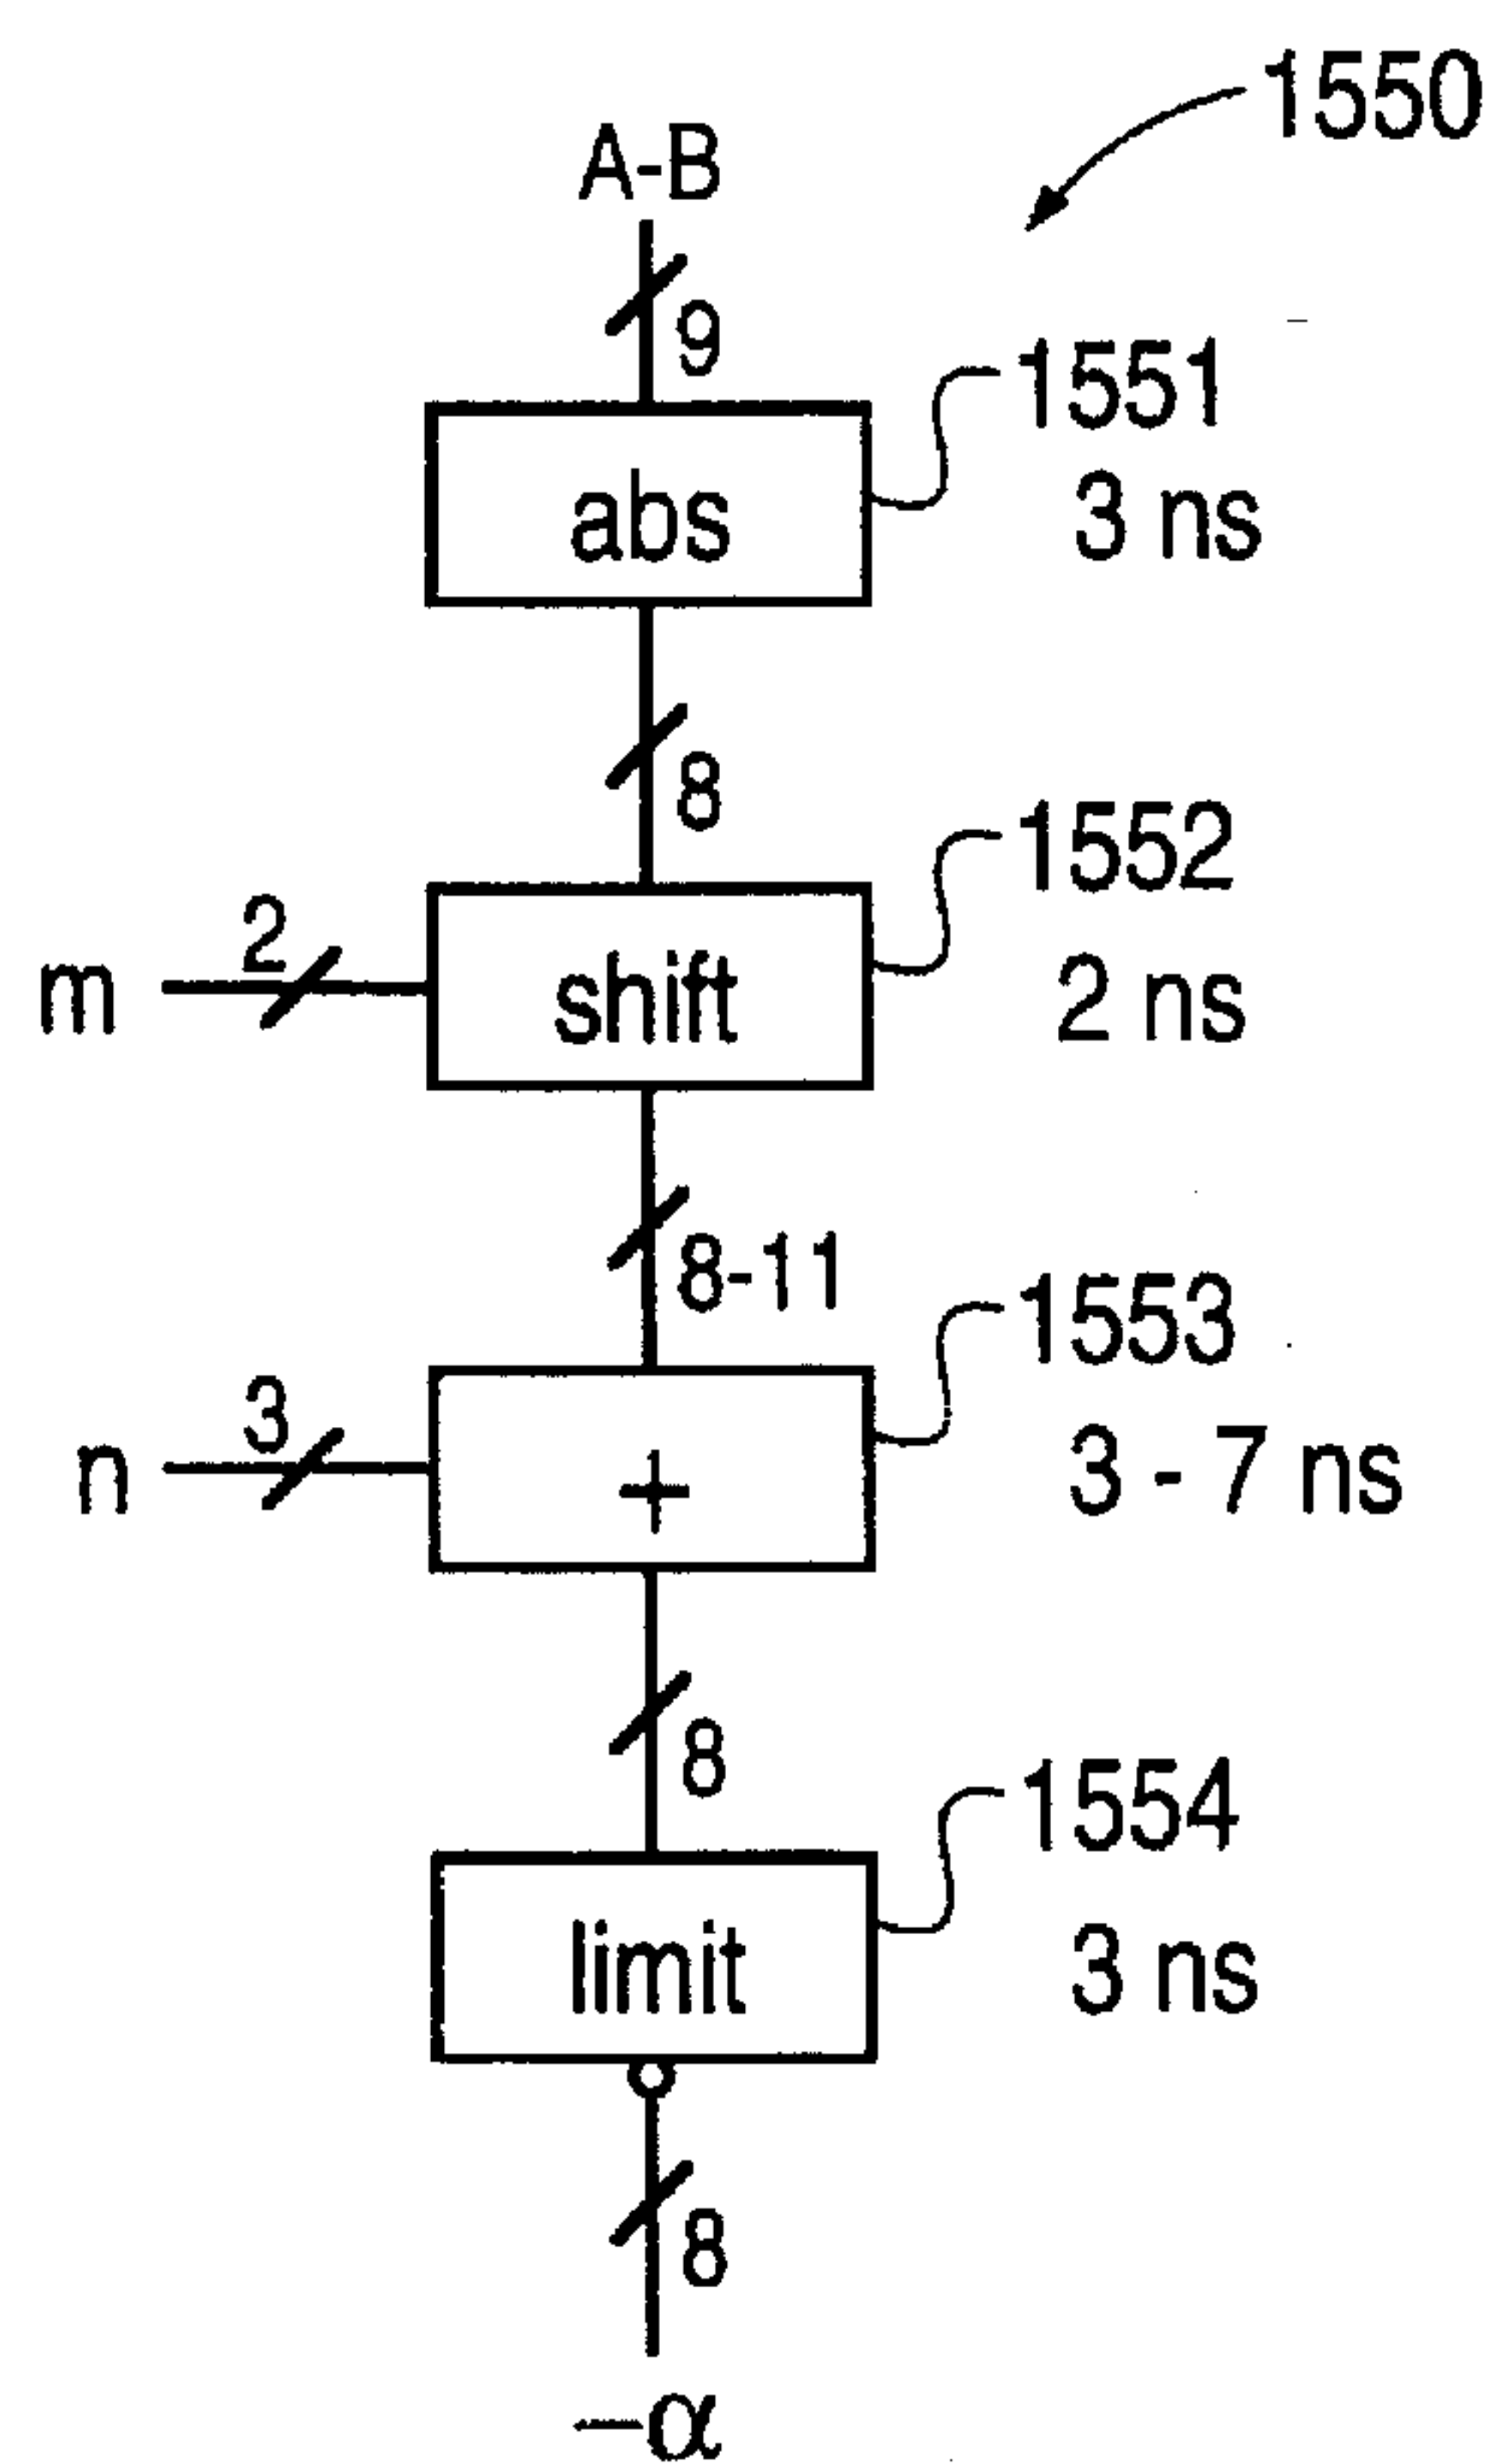 1550
A-B
9
1551
abs
3 ns
8
1552
2
m
shift
2 ns
8-11
1553
3
n
+
3 - 7 ns
8
1554
limit
3 ns
8
—α